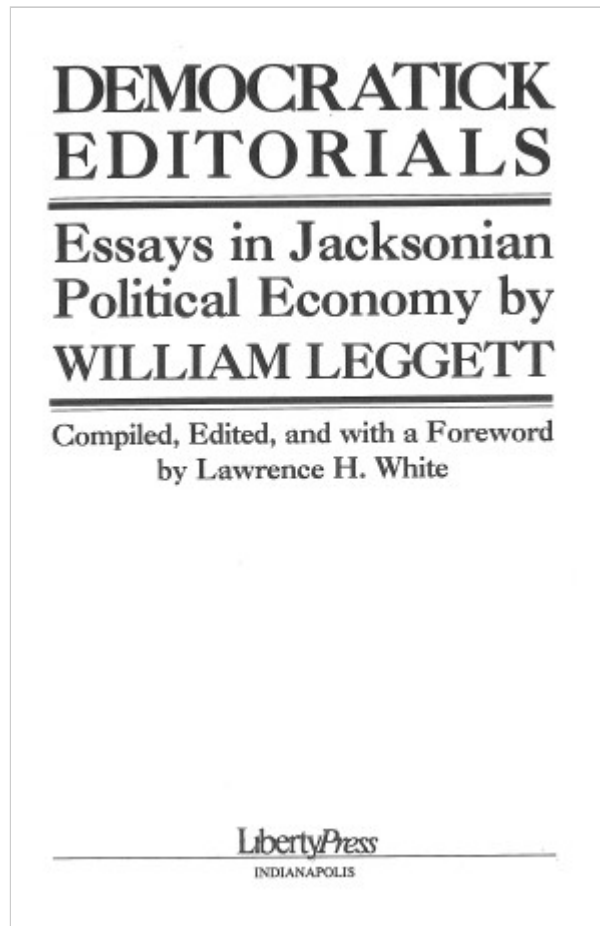 DEMOCRATICK
EDITORIALS
Essays in Jacksonian
Political Economy by
WILLIAM LEGGETT
Compiled, Edited, and with a Foreword
by Lawrence H. White
LibertyPress
INDIANAPOLIS